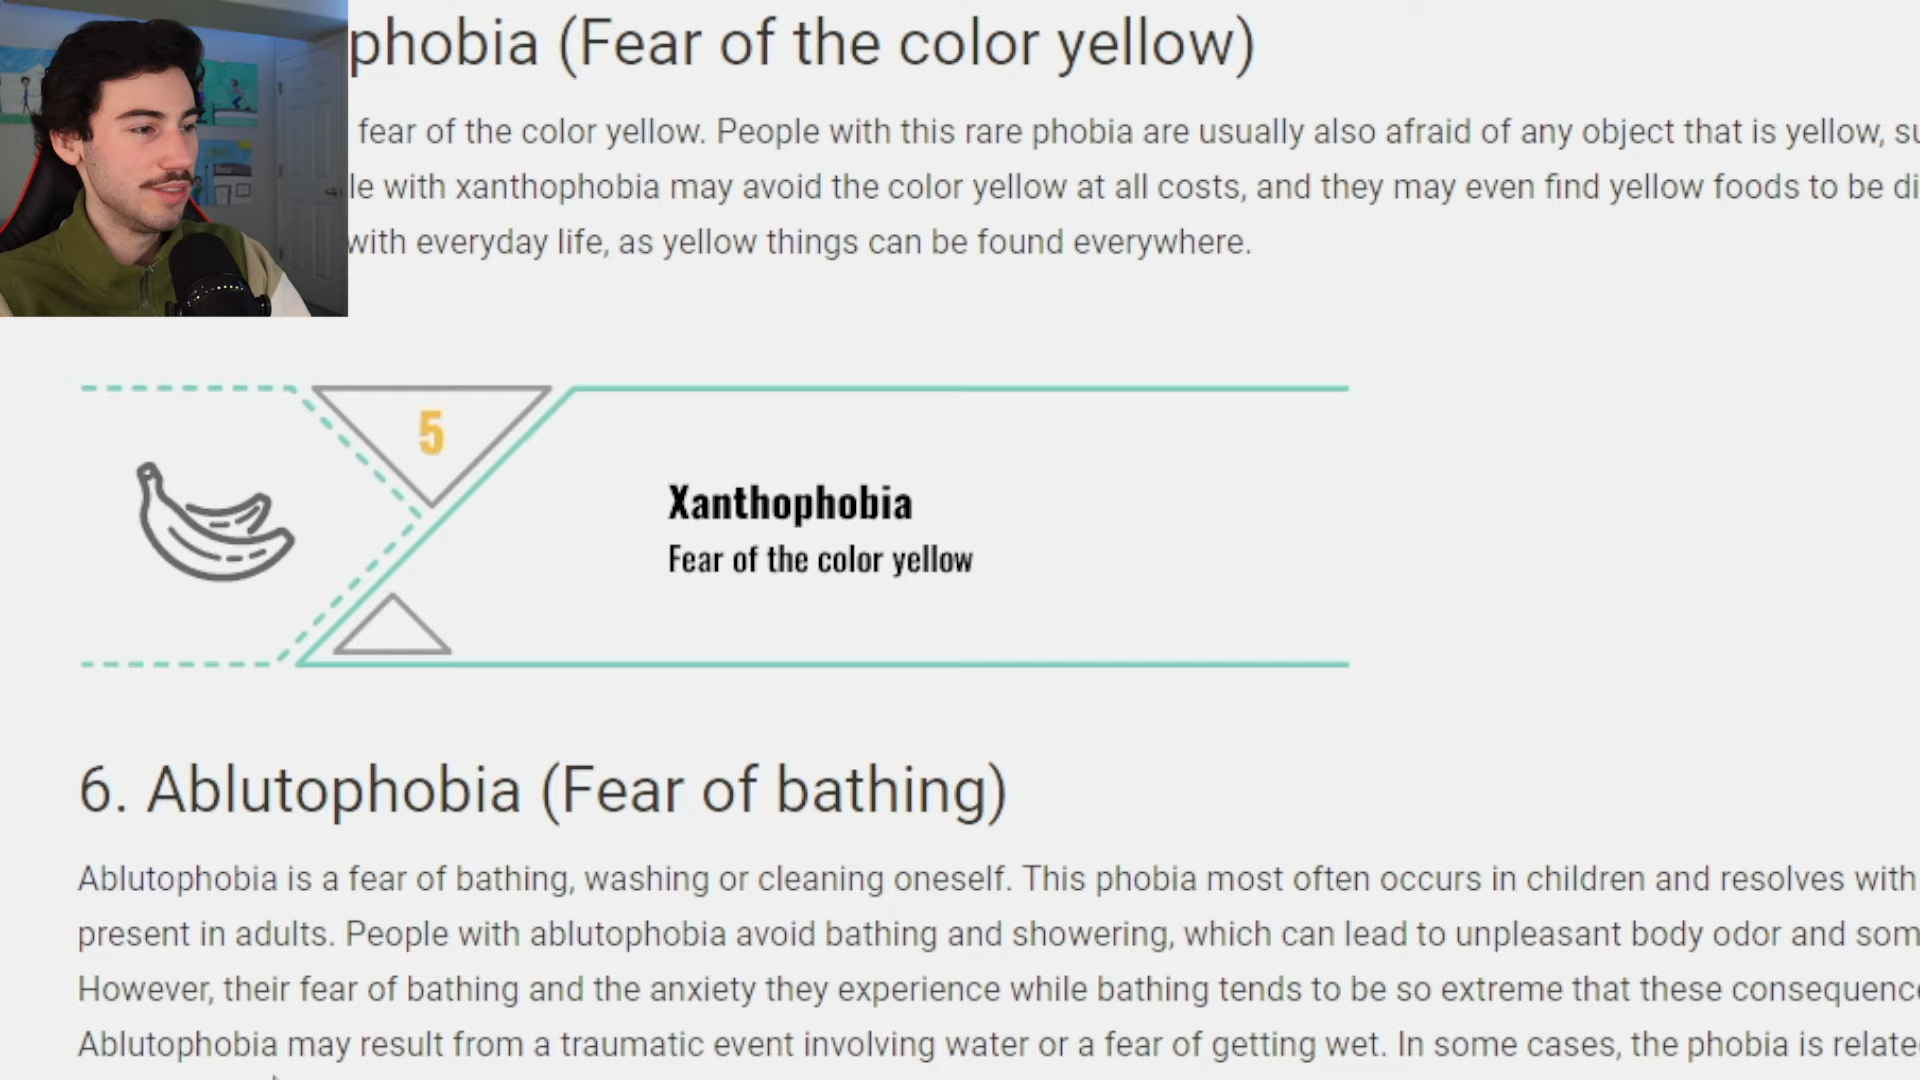 phobia (Fear of the color yellow)
fear of the color yellow. People with this rare phobia are usually also afraid of any object that is yellow, su
le with xanthophobia may avoid the color yellow at all costs, and they may even find yellow foods to be di
with everyday life, as yellow things can be found everywhere.
5
Xanthophobia
Fear of the color yellow
6. Ablutophobia (Fear of bathing)
Ablutophobia is a fear of bathing, washing or cleaning oneself. This phobia most often occurs in children and resolves with
present in adults. People with ablutophobia avoid bathing and showering, which can lead to unpleasant body odor and som
However, their fear of bathing and the anxiety they experience while bathing tends to be so extreme that these consequence
Ablutophobia may result from a traumatic event involving water or a fear of getting wet. In some cases, the phobia is relate